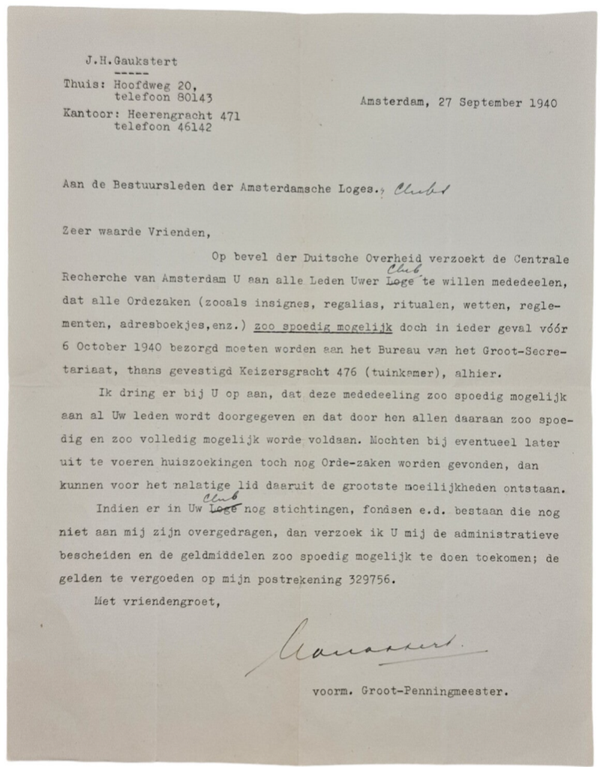 J.H.Gaukstert
-----
Thuis: Hoofdweg 20,
telefoon 80143
Kantoor: Heerengracht 471
telefoon 46142
Amsterdam, 27 September 1940
Aan de Bestuursleden der Amsterdamsche Loges., Clubs
Zeer waarde Vrienden,
Op bevel der Duitsche Overheid verzoekt de Centrale
Club
Recherche van Amsterdam U aan alle Leden Uwer Loge te willen mededeelen,
dat alle Ordezaken (zooals insignes, regalias, ritualen, wetten, regle-
menten, adresboekjes,enz.) zoo spoedig mogelijk doch in ieder geval vóór
6 October 1940 bezorgd moeten worden aan het Bureau van het Groot-Secre-
tariaat, thans gevestigd Keizersgracht 476 (tuinkamer), alhier.
Ik dring er bij U op aan, dat deze mededeeling zoo spoedig mogelijk
aan al Uw leden wordt doorgegeven en dat door hen allen daaraan zoo spoe-
dig en zoo volledig mogelijk worde voldaan. Mochten bij eventueel later
uit te voeren huiszoekingen toch nog Orde-zaken worden gevonden, dan
kunnen voor het nalatige lid daaruit de grootste moeilijkheden ontstaan.
Club
Indien er in Uw Loge nog stichtingen, fondsen e.d. bestaan die nog
niet aan mij zijn overgedragen, dan verzoek ik U mij de administratieve
bescheiden en de geldmiddelen zoo spoedig mogelijk te doen toekomen; de
gelden te vergoeden op mijn postrekening 329756.
Met vriendengroet,
voorm. Groot-Penningmeester.